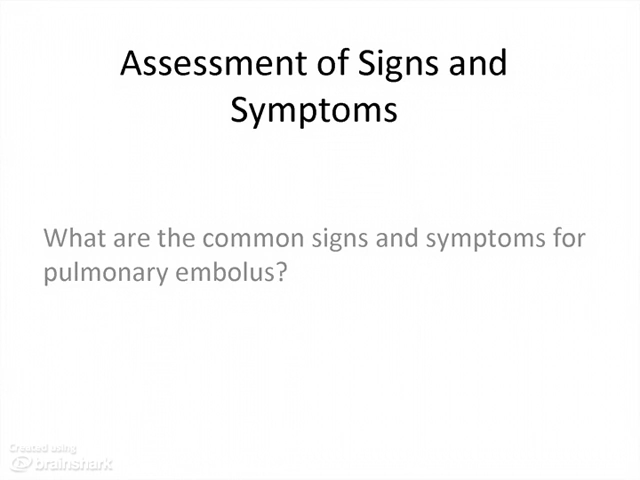 Assessment of Signs and
Symptoms
What are the common signs and symptoms for
pulmonary embolus?
Created using
brainshark